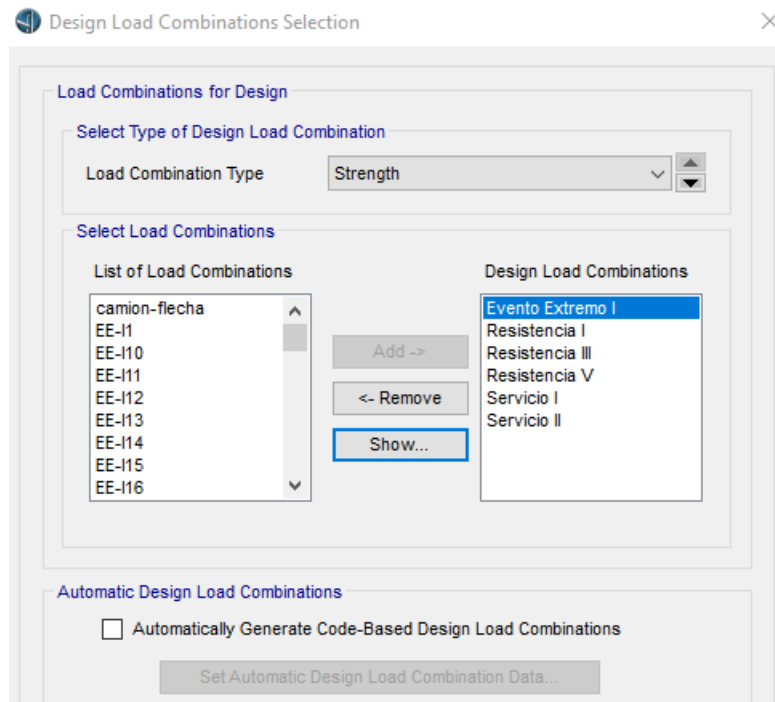 Design Load Combinations Selection
Load Combinations for Design
Select Type of Design Load Combination
Load Combination Type
Strength
Select Load Combinations
List of Load Combinations
camion-flecha
EE-I1
EE-I10
EE-I11
EE-I12
EE-I13
EE-I14
EE-I15
EE-I16
Add ->
<- Remove
Show...
Design Load Combinations
Evento Extremo I
Resistencia I
Resistencia III
Resistencia V
Servicio I
Servicio II
Automatic Design Load Combinations
Automatically Generate Code-Based Design Load Combinations
Set Automatic Design Load Combination Data...